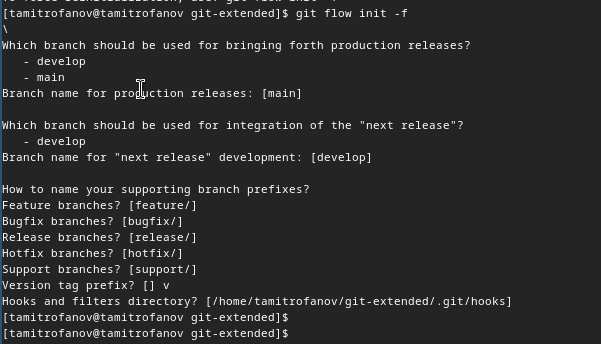 [tamitrofanov@tamitrofanov git-extended]$ git flow init -f
\
Which branch should be used for bringing forth production releases?
   - develop
   - main
Branch name for production releases: [main]
Which branch should be used for integration of the "next release"?
   - develop
Branch name for "next release" development: [develop]
How to name your supporting branch prefixes?
Feature branches? [feature/]
Bugfix branches? [bugfix/]
Release branches? [release/]
Hotfix branches? [hotfix/]
Support branches? [support/]
Version tag prefix? [] v
Hooks and filters directory? [/home/tamitrofanov/git-extended/.git/hooks]
[tamitrofanov@tamitrofanov git-extended]$
[tamitrofanov@tamitrofanov git-extended]$